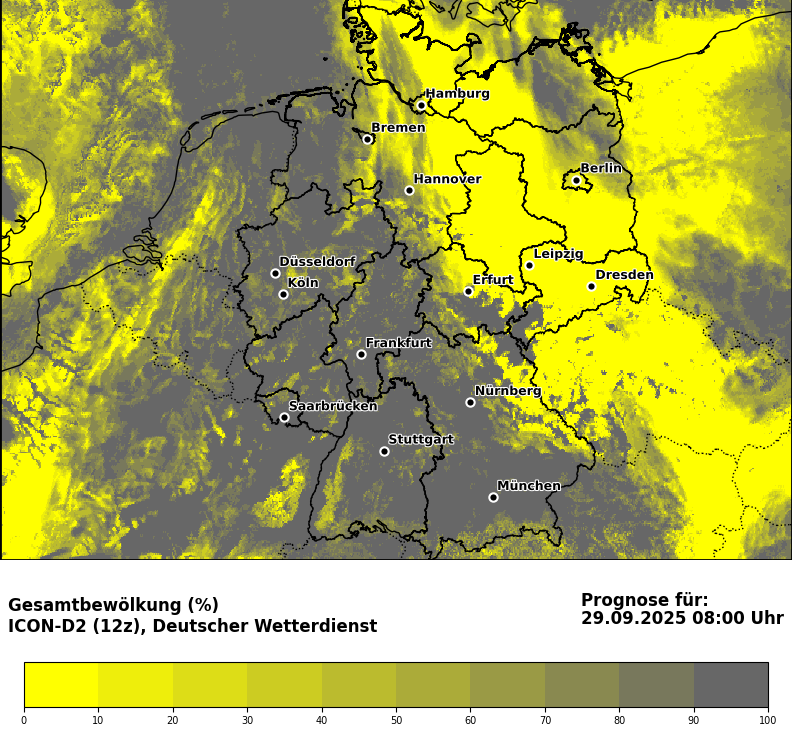 Hamburg
Bremen
Berlin
Hannover
Leipzig
Düsseldorf
Dresden
Köln
Erfurt
Frankfurt
Nürnberg
Saarbrücken
Stuttgart
München
Gesamtbewölkung (%)
ICON-D2 (12z), Deutscher Wetterdienst
Prognose für:
29.09.2025 08:00 Uhr
0 10 20 30 40 50 60 70 80 90 100